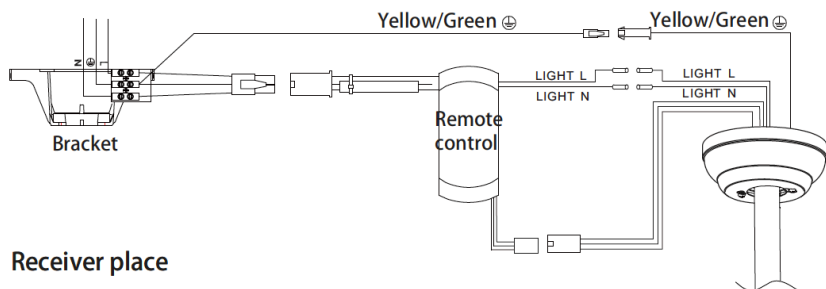 Yellow/Green
Yellow/Green
N L
LIGHT L
LIGHT L
LIGHT N
LIGHT N
Bracket
Remote
control
Receiver place